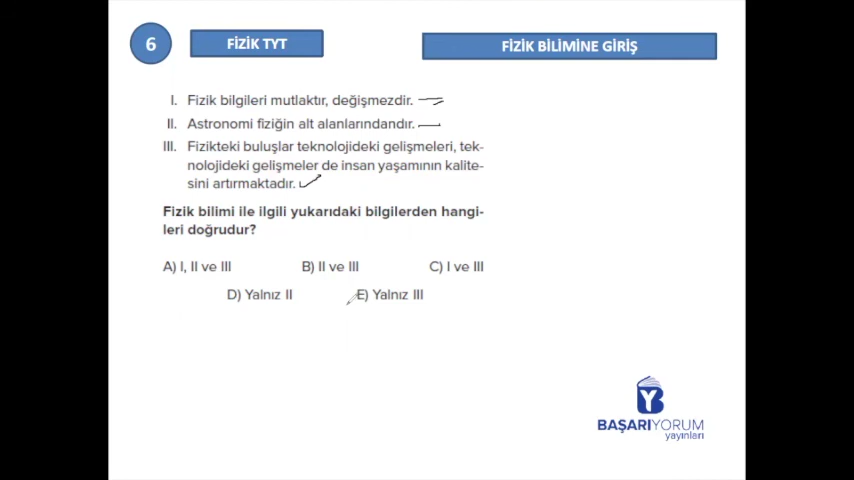 6
FİZİK TYT
FİZİK BİLİMİNE GİRİŞ
I. Fizik bilgileri mutlaktır, değişmezdir.
II. Astronomi fiziğin alt alanlarındandır.
III. Fizikteki buluşlar teknolojideki gelişmeleri, tek-
nolojideki gelişmeler de insan yaşamının kalite-
sini artırmaktadır.
Fizik bilimi ile ilgili yukarıdaki bilgilerden hangi-
leri doğrudur?
A) I, II ve III B) II ve III C) I ve III
D) Yalnız II E) Yalnız III
BAŞARIYORUM
yayınları